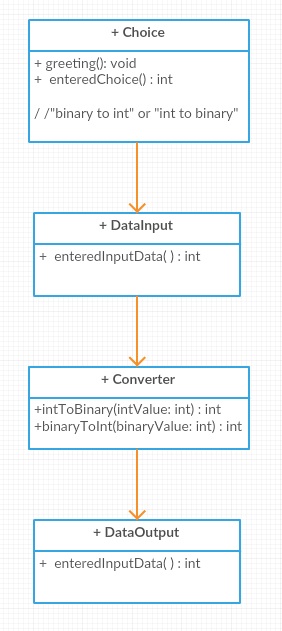 + Choice
+ greeting(): void
+ enteredChoice() : int
/ /"binary to int" or "int to binary"
+ DataInput
+ enteredInputData( ) : int
+ Converter
+intToBinary(intValue: int) : int
+binaryToInt(binaryValue: int) : int
+ DataOutput
+ enteredInputData( ) : int